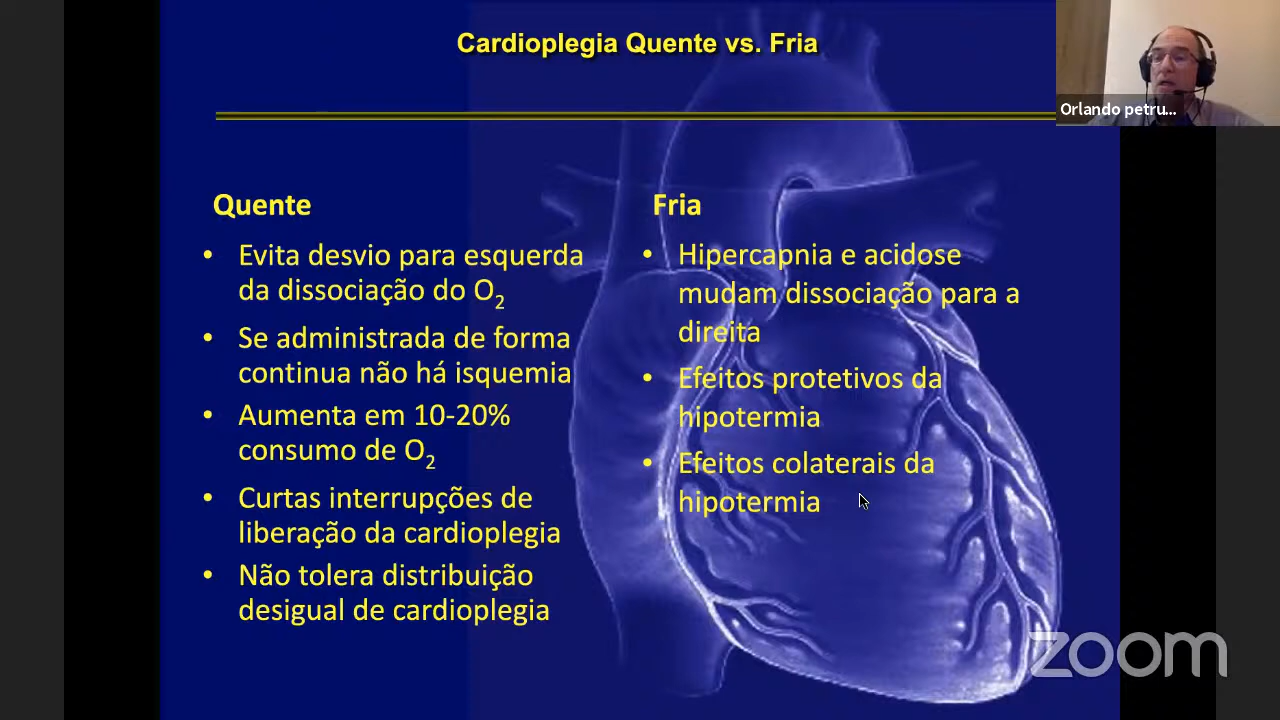 Cardioplegia Quente vs. Fria
Orlando petru...
Quente
• Evita desvio para esquerda
da dissociação do O₂
• Se administrada de forma
continua não há isquemia
• Aumenta em 10-20%
consumo de O₂
• Curtas interrupções de
liberação da cardioplegia
• Não tolera distribuição
desigual de cardioplegia
Fria
• Hipercapnia e acidose
mudam dissociação para a
direita
• Efeitos protetivos da
hipotermia
• Efeitos colaterais da
hipotermia
zoom